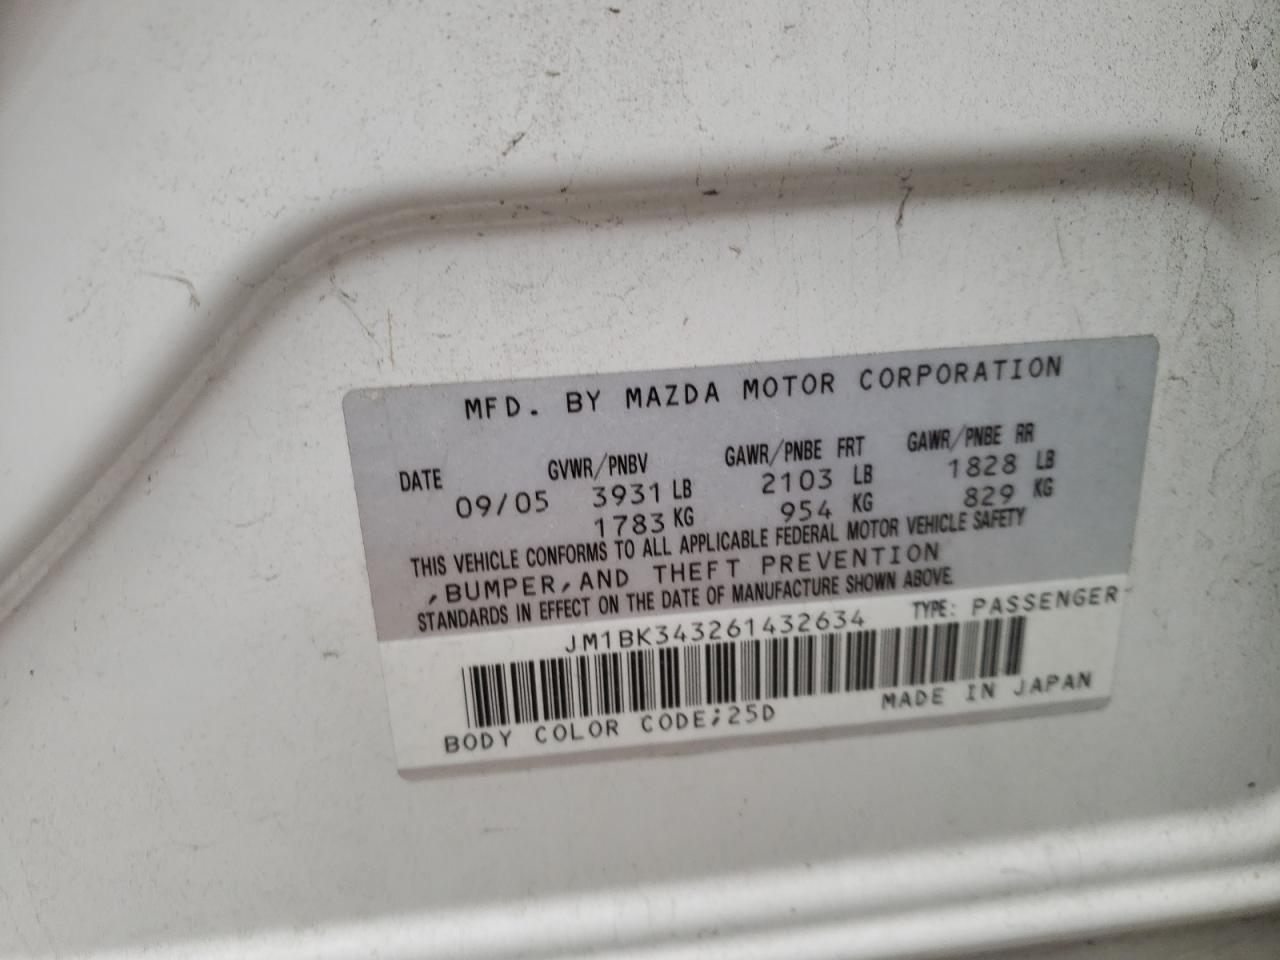 MFD. BY MAZDA MOTOR CORPORATION
DATE GVWR/PNBV GAWR/PNBE FRT GAWR/PNBE RR
09/05 3931 LB 2103 LB 1828 LB
1783 KG 954 KG 829 KG
THIS VEHICLE CONFORMS TO ALL APPLICABLE FEDERAL MOTOR VEHICLE SAFETY
,BUMPER,AND THEFT PREVENTION
STANDARDS IN EFFECT ON THE DATE OF MANUFACTURE SHOWN ABOVE.
JM1BK343261432634 TYPE: PASSENGER
BODY COLOR CODE;25D MADE IN JAPAN